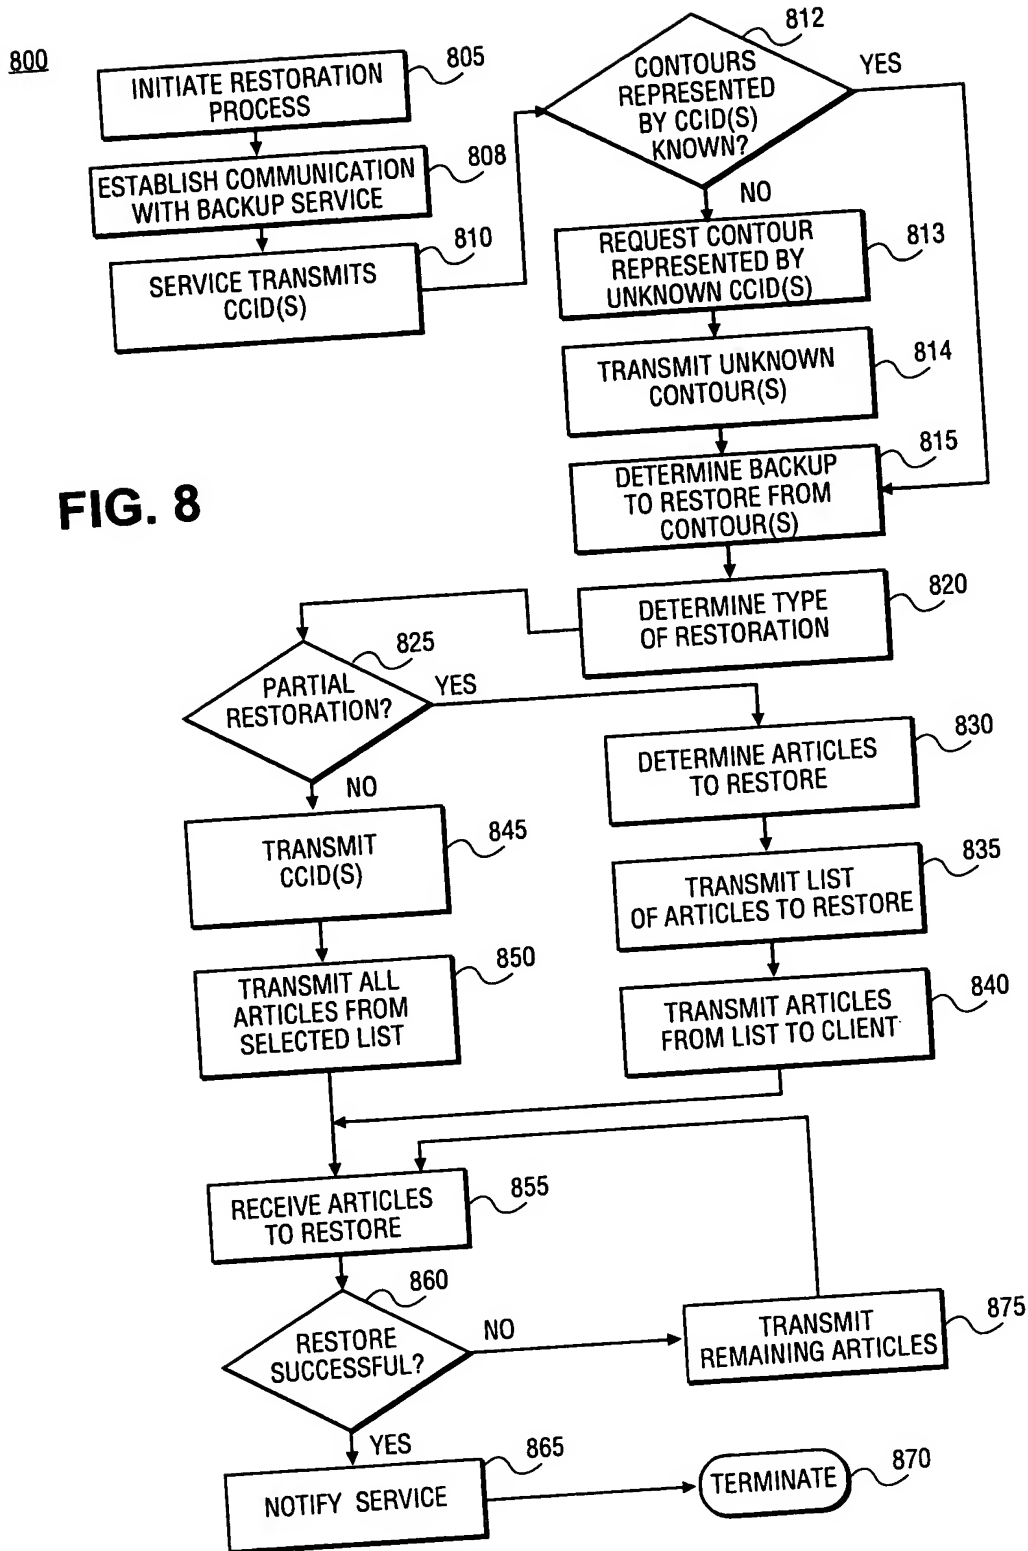 800
INITIATE RESTORATION
PROCESS
805
ESTABLISH COMMUNICATION
WITH BACKUP SERVICE
808
SERVICE TRANSMITS
CCID(S)
810
CONTOURS
REPRESENTED
BY CCID(S)
KNOWN?
812
YES
NO
REQUEST CONTOUR
REPRESENTED BY
UNKNOWN CCID(S)
813
TRANSMIT UNKNOWN
CONTOUR(S)
814
DETERMINE BACKUP
TO RESTORE FROM
CONTOUR(S)
815
FIG. 8
DETERMINE TYPE
OF RESTORATION
820
PARTIAL
RESTORATION?
825
YES
NO
DETERMINE ARTICLES
TO RESTORE
830
TRANSMIT LIST
OF ARTICLES TO RESTORE
835
TRANSMIT ARTICLES
FROM LIST TO CLIENT
840
TRANSMIT
CCID(S)
845
TRANSMIT ALL
ARTICLES FROM
SELECTED LIST
850
RECEIVE ARTICLES
TO RESTORE
855
RESTORE
SUCCESSFUL?
860
NO
TRANSMIT
REMAINING ARTICLES
875
YES
NOTIFY SERVICE
865
TERMINATE
870